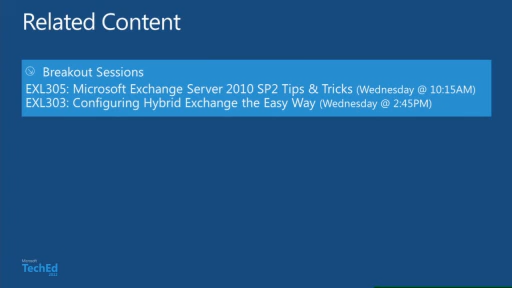 Related Content
Breakout Sessions
EXL305: Microsoft Exchange Server 2010 SP2 Tips & Tricks (Wednesday @ 10:15AM)
EXL303: Configuring Hybrid Exchange the Easy Way (Wednesday @ 2:45PM)
Microsoft
TechEd